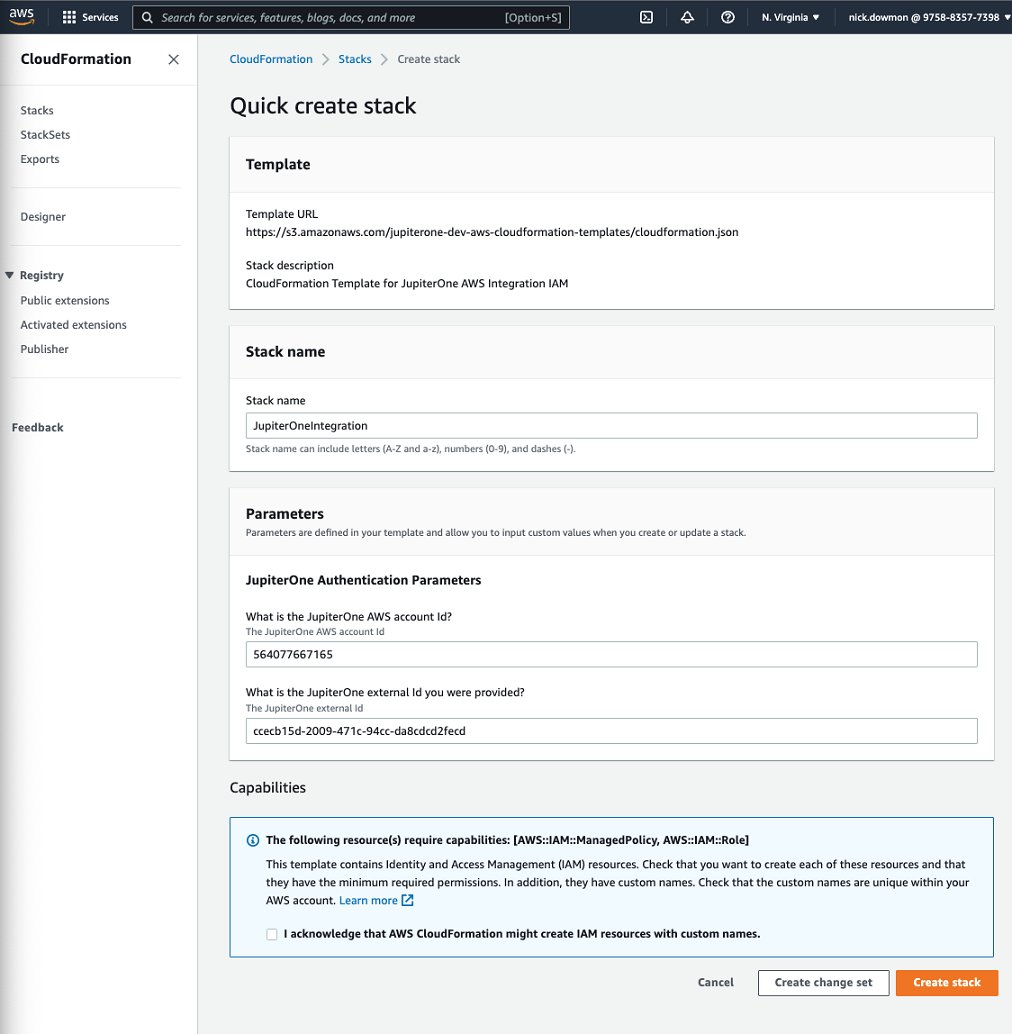 aws
Services
Search for services, features, blogs, docs, and more
[Option+S]
N. Virginia ▼
nick.dowmon @ 9758-8357-7398 ▼
CloudFormation
Stacks
StackSets
Exports
Designer
Registry
Public extensions
Activated extensions
Publisher
Feedback
CloudFormation > Stacks > Create stack
Quick create stack
Template
Template URL
https://s3.amazonaws.com/jupiterone-dev-aws-cloudformation-templates/cloudformation.json
Stack description
CloudFormation Template for JupiterOne AWS Integration IAM
Stack name
Stack name
JupiterOneIntegration
Stack name can include letters (A-Z and a-z), numbers (0-9), and dashes (-).
Parameters
Parameters are defined in your template and allow you to input custom values when you create or update a stack.
JupiterOne Authentication Parameters
What is the JupiterOne AWS account Id?
The JupiterOne AWS account Id
564077667165
What is the JupiterOne external Id you were provided?
The JupiterOne external Id
ccecb15d-2009-471c-94cc-da8cdcd2fecd
Capabilities
The following resource(s) require capabilities: [AWS::IAM::ManagedPolicy, AWS::IAM::Role]
This template contains Identity and Access Management (IAM) resources. Check that you want to create each of these resources and that
they have the minimum required permissions. In addition, they have custom names. Check that the custom names are unique within your
AWS account. Learn more
I acknowledge that AWS CloudFormation might create IAM resources with custom names.
Cancel
Create change set
Create stack